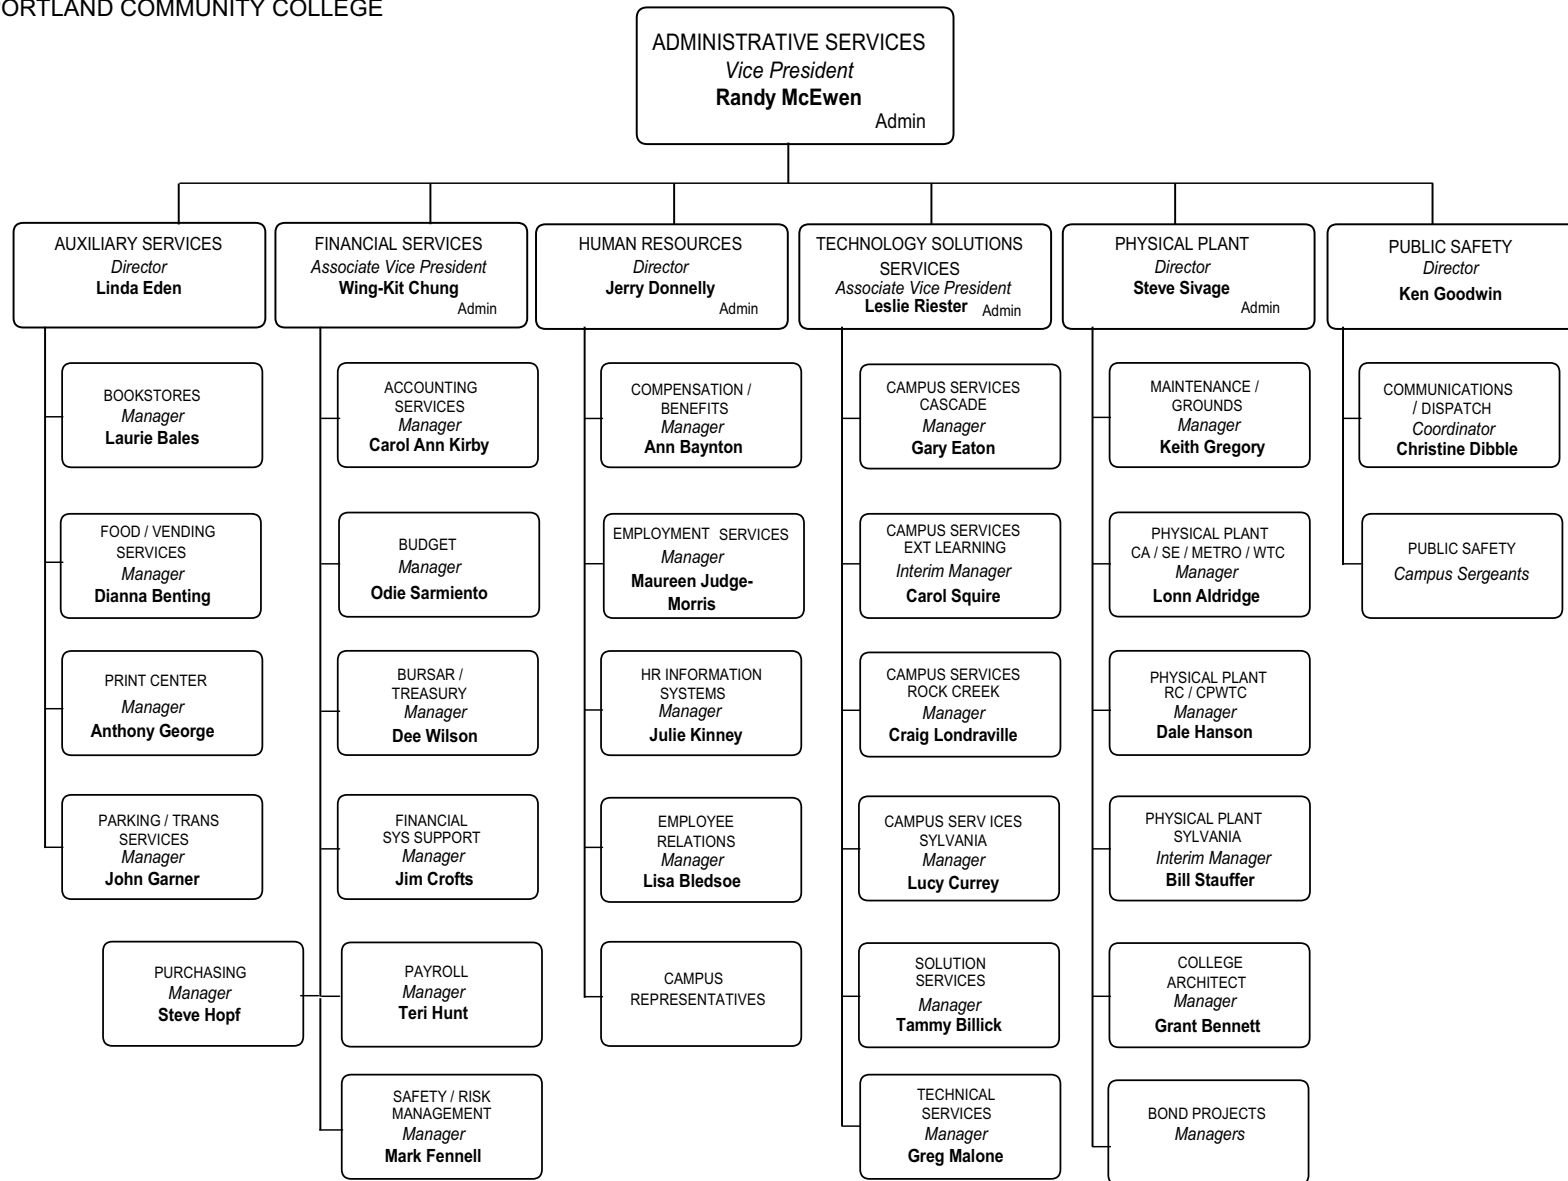 PORTLAND COMMUNITY COLLEGE
ADMINISTRATIVE SERVICES
Vice President
Randy McEwen
Admin
AUXILIARY SERVICES
Director
Linda Eden
FINANCIAL SERVICES
Associate Vice President
Wing-Kit Chung
Admin
HUMAN RESOURCES
Director
Jerry Donnelly
Admin
TECHNOLOGY SOLUTIONS
SERVICES
Associate Vice President
Leslie Riester Admin
PHYSICAL PLANT
Director
Steve Sivage
Admin
PUBLIC SAFETY
Director
Ken Goodwin
BOOKSTORES
Manager
Laurie Bales
ACCOUNTING
SERVICES
Manager
Carol Ann Kirby
COMPENSATION /
BENEFITS
Manager
Ann Baynton
CAMPUS SERVICES
CASCADE
Manager
Gary Eaton
MAINTENANCE /
GROUNDS
Manager
Keith Gregory
COMMUNICATIONS
/ DISPATCH
Coordinator
Christine Dibble
FOOD / VENDING
SERVICES
Manager
Dianna Benting
BUDGET
Manager
Odie Sarmiento
EMPLOYMENT SERVICES
Manager
Maureen Judge-
Morris
CAMPUS SERVICES
EXT LEARNING
Interim Manager
Carol Squire
PHYSICAL PLANT
CA / SE / METRO / WTC
Manager
Lonn Aldridge
PUBLIC SAFETY
Campus Sergeants
PRINT CENTER
Manager
Anthony George
BURSAR /
TREASURY
Manager
Dee Wilson
HR INFORMATION
SYSTEMS
Manager
Julie Kinney
CAMPUS SERVICES
ROCK CREEK
Manager
Craig Londraville
PHYSICAL PLANT
RC / CPWTC
Manager
Dale Hanson
PARKING / TRANS
SERVICES
Manager
John Garner
FINANCIAL
SYS SUPPORT
Manager
Jim Crofts
EMPLOYEE
RELATIONS
Manager
Lisa Bledsoe
CAMPUS SERV ICES
SYLVANIA
Manager
Lucy Currey
PHYSICAL PLANT
SYLVANIA
Interim Manager
Bill Stauffer
PURCHASING
Manager
Steve Hopf
PAYROLL
Manager
Teri Hunt
CAMPUS
REPRESENTATIVES
SOLUTION
SERVICES
Manager
Tammy Billick
COLLEGE
ARCHITECT
Manager
Grant Bennett
SAFETY / RISK
MANAGEMENT
Manager
Mark Fennell
TECHNICAL
SERVICES
Manager
Greg Malone
BOND PROJECTS
Managers